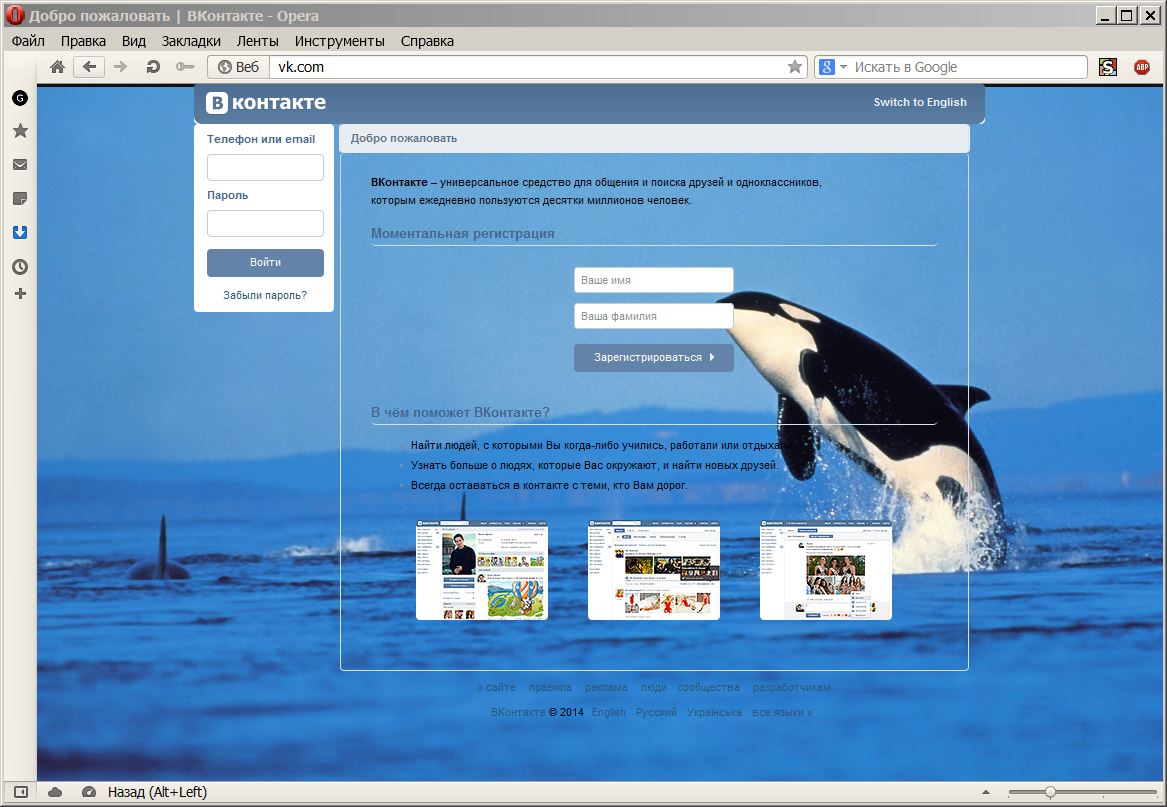 Добро пожаловать | ВКонтакте - Opera
Файл Правка Вид Закладки Ленты Инструменты Справка
Веб vk.com Искать в Google ABP
В контакте Switch to English
Телефон или email
Пароль
Войти
Забыли пароль?
Добро пожаловать
ВКонтакте – универсальное средство для общения и поиска друзей и одноклассников,
которым ежедневно пользуются десятки миллионов человек.
Моментальная регистрация
Ваше имя
Ваша фамилия
Зарегистрироваться
В чём поможет ВКонтакте?
Найти людей, с которыми Вы когда-либо учились, работали или отдыхали.
Узнать больше о людях, которые Вас окружают, и найти новых друзей.
Всегда оставаться в контакте с теми, кто Вам дорог.
о сайте правила реклама люди сообщества разработчикам
ВКонтакте © 2014 English Русский Українська все языки »
Назад (Alt+Left)